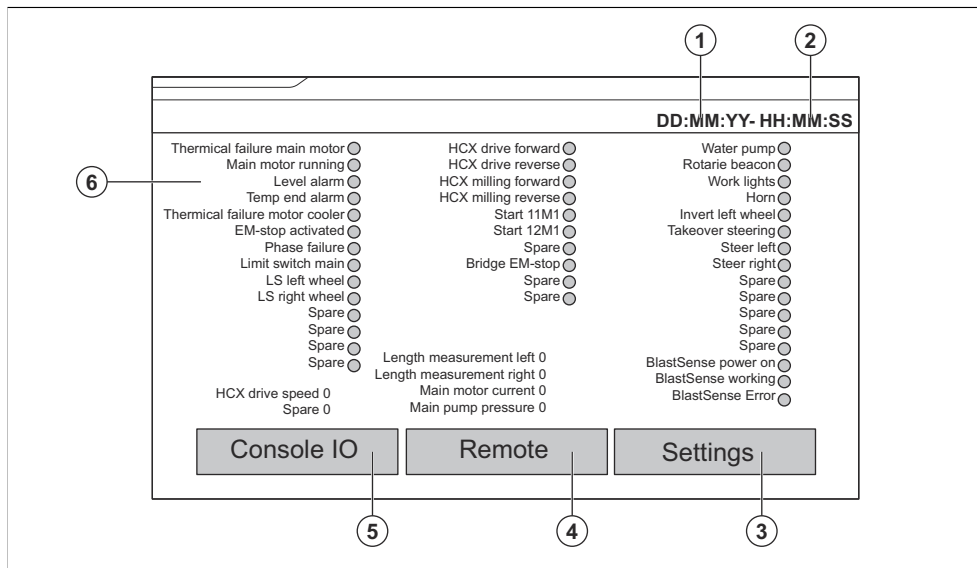 1
2
DD:MM:YY- HH:MM:SS
Thermical failure main motor
Main motor running
Level alarm
Temp end alarm
Thermical failure motor cooler
EM-stop activated
Phase failure
Limit switch main
LS left wheel
LS right wheel
Spare
Spare
Spare
Spare
HCX drive speed 0
Spare 0
6
HCX drive forward
HCX drive reverse
HCX milling forward
HCX milling reverse
Start 11M1
Start 12M1
Spare
Bridge EM-stop
Spare
Spare
Length measurement left 0
Length measurement right 0
Main motor current 0
Main pump pressure 0
Water pump
Rotarie beacon
Work lights
Horn
Invert left wheel
Takeover steering
Steer left
Steer right
Spare
Spare
Spare
Spare
Spare
BlastSense power on
BlastSense working
BlastSense Error
Console IO
Remote
Settings
5
4
3